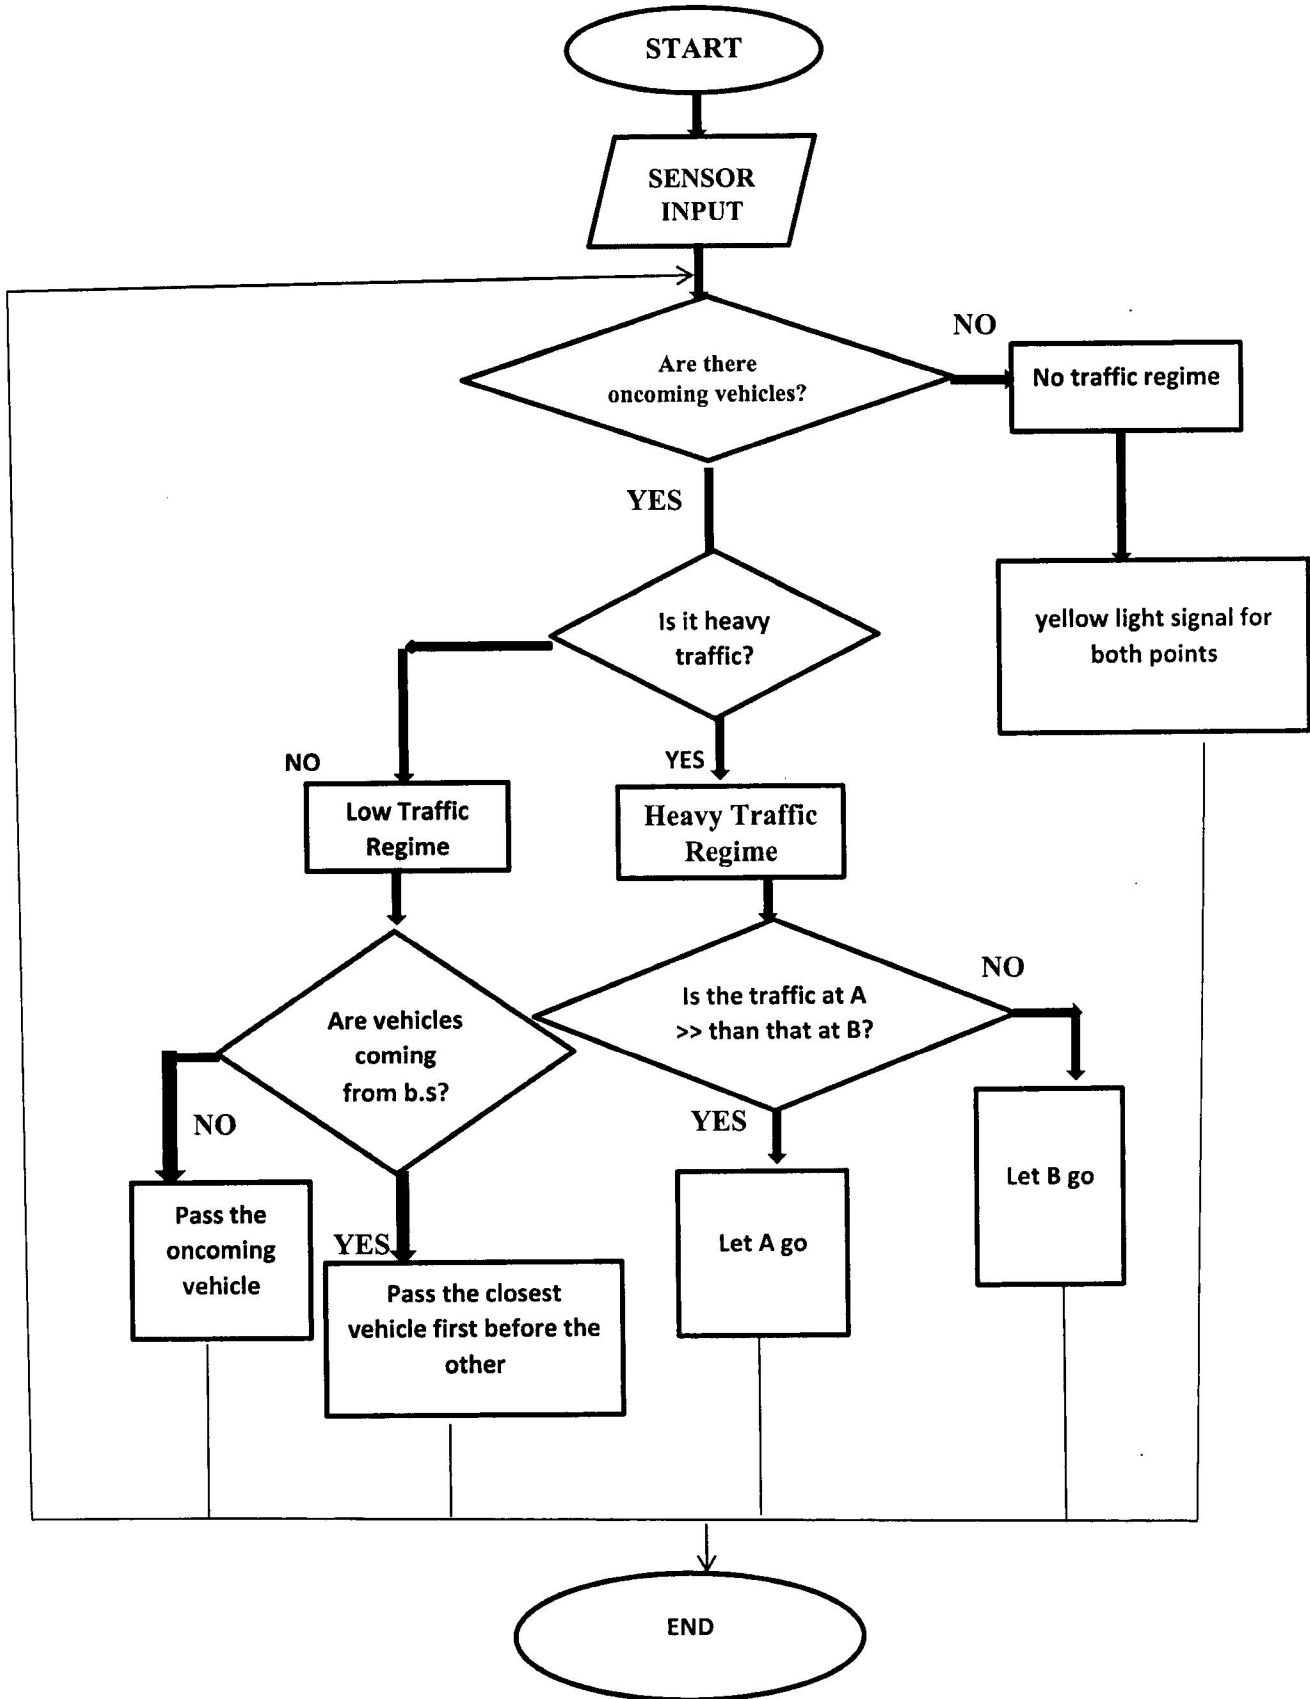 START
SENSOR
INPUT
NO
Are there
oncoming vehicles?
No traffic regime
YES
yellow light signal for
both points
Is it heavy
traffic?
NO
YES
Low Traffic
Regime
Heavy Traffic
Regime
Are vehicles
coming
from b.s?
Is the traffic at A
>> than that at B?
NO
NO
YES
Pass the
oncoming
vehicle
YES
Pass the closest
vehicle first before the
other
Let A go
Let B go
END